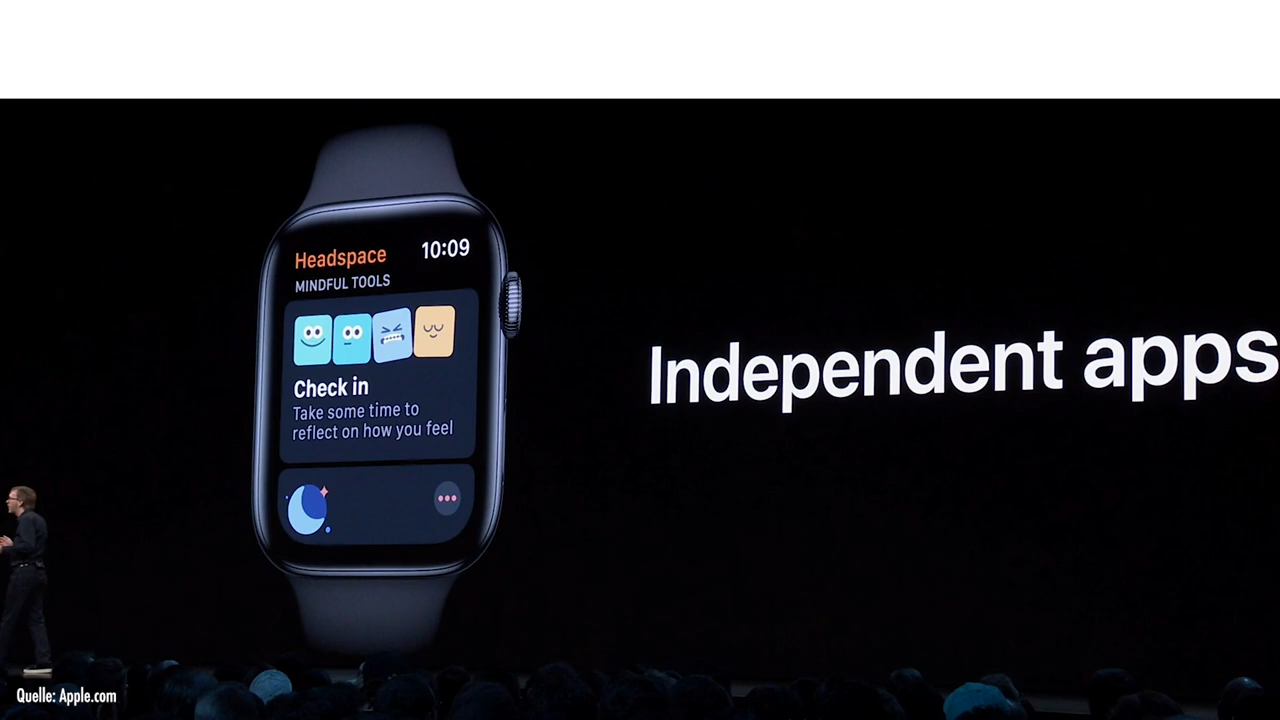 Headspace 10:09
MINDFUL TOOLS
Check in
Take some time to
reflect on how you feel
Independent apps
Quelle: Apple.com